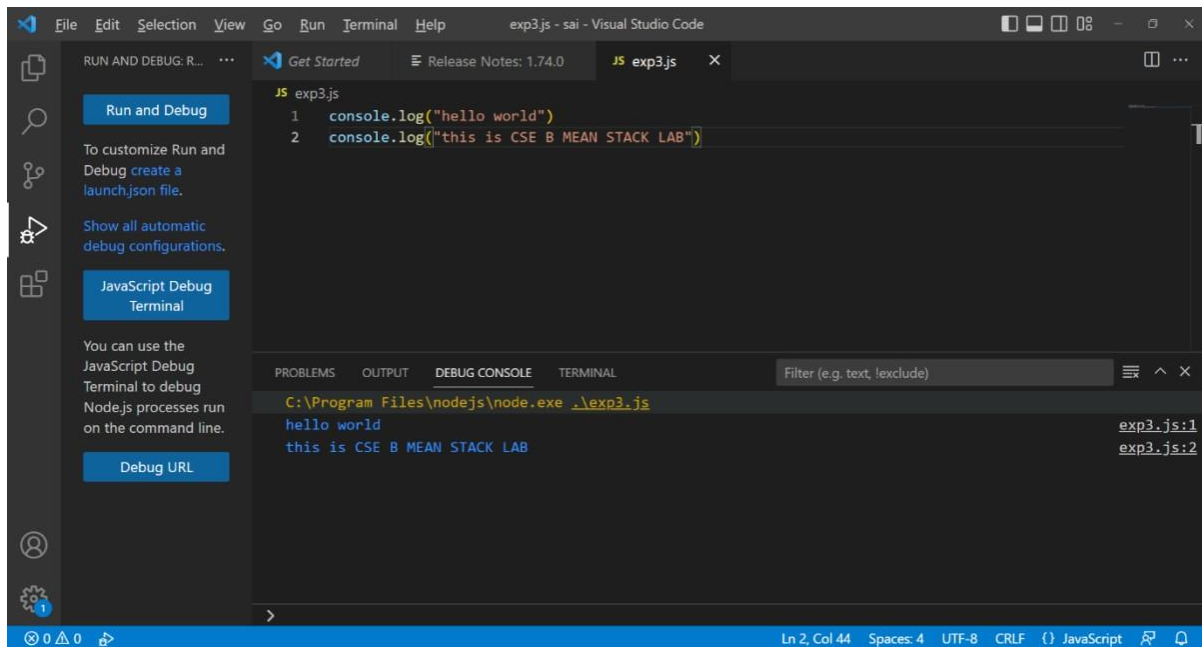 File Edit Selection View Go Run Terminal Help exp3.js - sai - Visual Studio Code
RUN AND DEBUG: R... ···
Get Started Release Notes: 1.74.0 JS exp3.js
Run and Debug
To customize Run and
Debug create a
launch.json file.
Show all automatic
debug configurations.
JavaScript Debug
Terminal
You can use the
JavaScript Debug
Terminal to debug
Node.js processes run
on the command line.
Debug URL
JS exp3.js
1 console.log("hello world")
2 console.log("this is CSE B MEAN STACK LAB")
PROBLEMS OUTPUT DEBUG CONSOLE TERMINAL Filter (e.g. text, !exclude)
C:\Program Files\nodejs\node.exe .\exp3.js
hello world exp3.js:1
this is CSE B MEAN STACK LAB exp3.js:2
1
>
0 0 Ln 2, Col 44 Spaces: 4 UTF-8 CRLF {} JavaScript